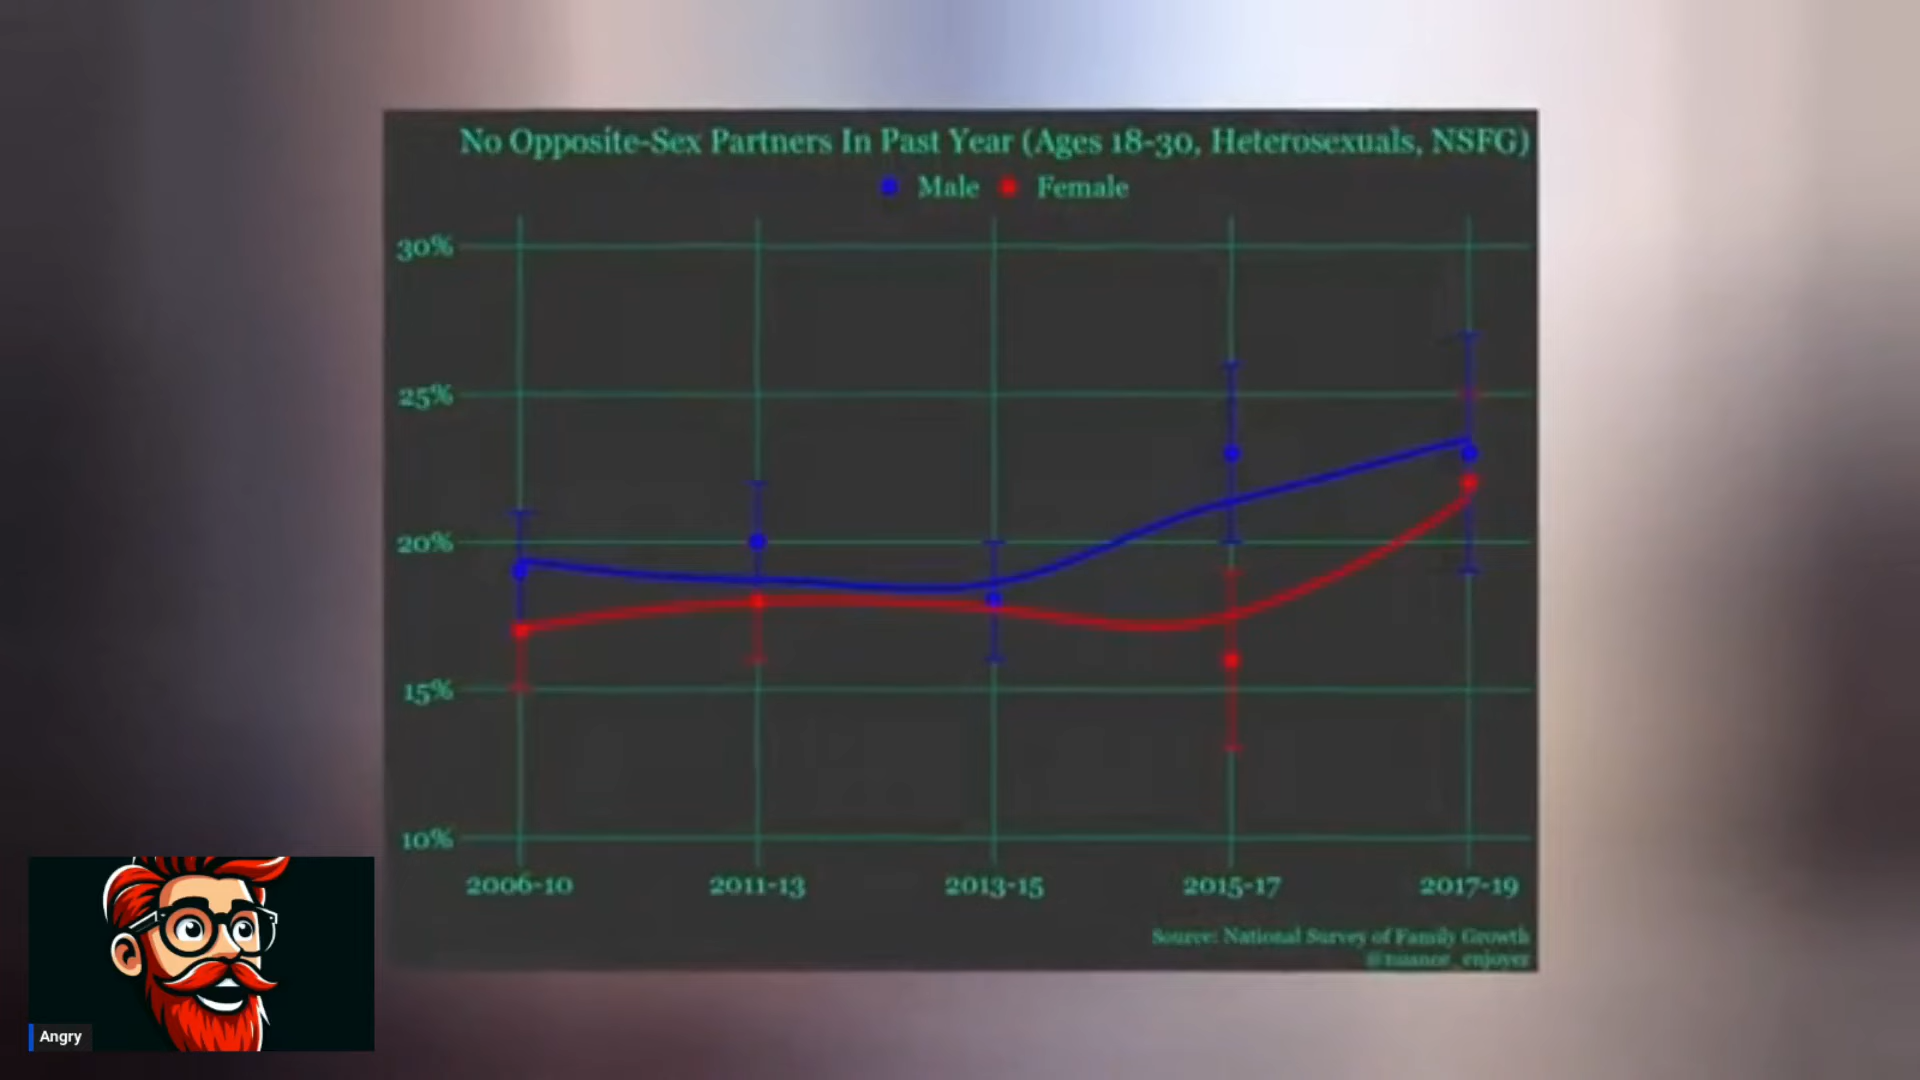 No Opposite-Sex Partners In Past Year (Ages 18-30, Heterosexuals, NSFG)
Male Female
30%
25%
20%
15%
10%
2006-10 2011-13 2013-15 2015-17 2017-19
Source: National Survey of Family Growth
@nuance_enjoyer
Angry